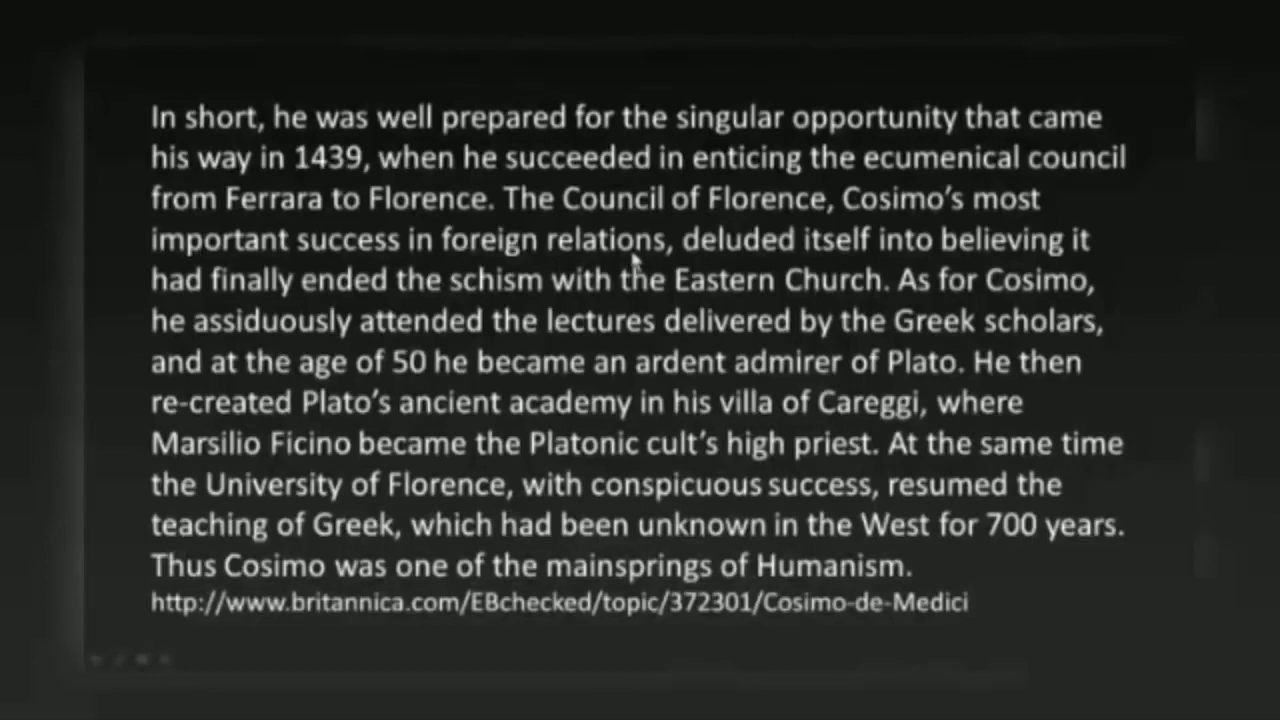 In short, he was well prepared for the singular opportunity that came
his way in 1439, when he succeeded in enticing the ecumenical council
from Ferrara to Florence. The Council of Florence, Cosimo’s most
important success in foreign relations, deluded itself into believing it
had finally ended the schism with the Eastern Church. As for Cosimo,
he assiduously attended the lectures delivered by the Greek scholars,
and at the age of 50 he became an ardent admirer of Plato. He then
re-created Plato’s ancient academy in his villa of Careggi, where
Marsilio Ficino became the Platonic cult’s high priest. At the same time
the University of Florence, with conspicuous success, resumed the
teaching of Greek, which had been unknown in the West for 700 years.
Thus Cosimo was one of the mainsprings of Humanism.
http://www.britannica.com/EBchecked/topic/372301/Cosimo-de-Medici